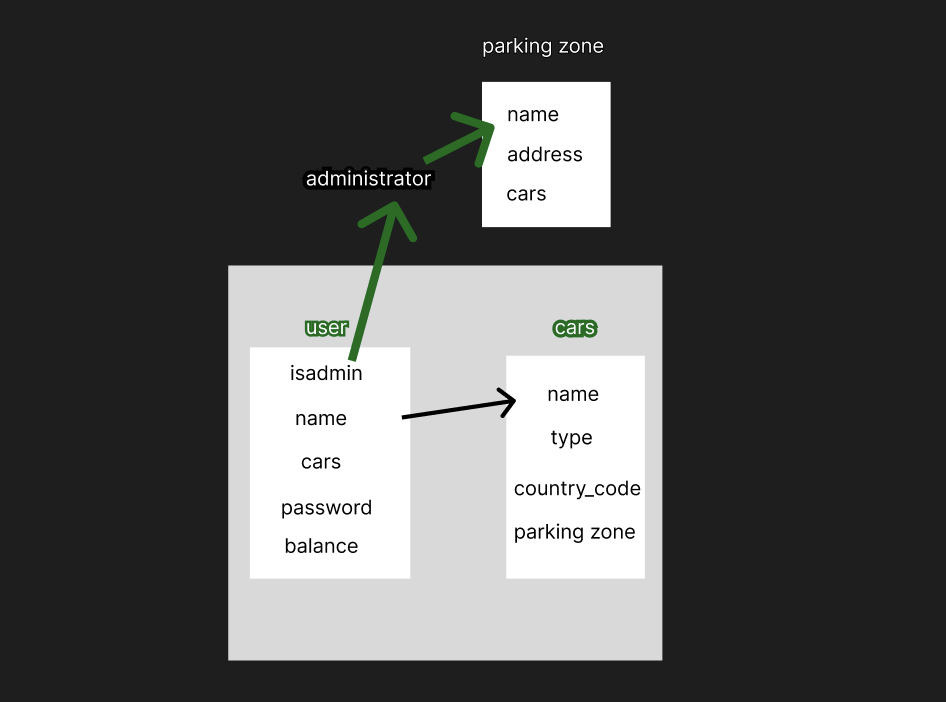 parking zone
name
address
cars
administrator
user
isadmin
name
cars
password
balance
cars
name
type
country_code
parking zone